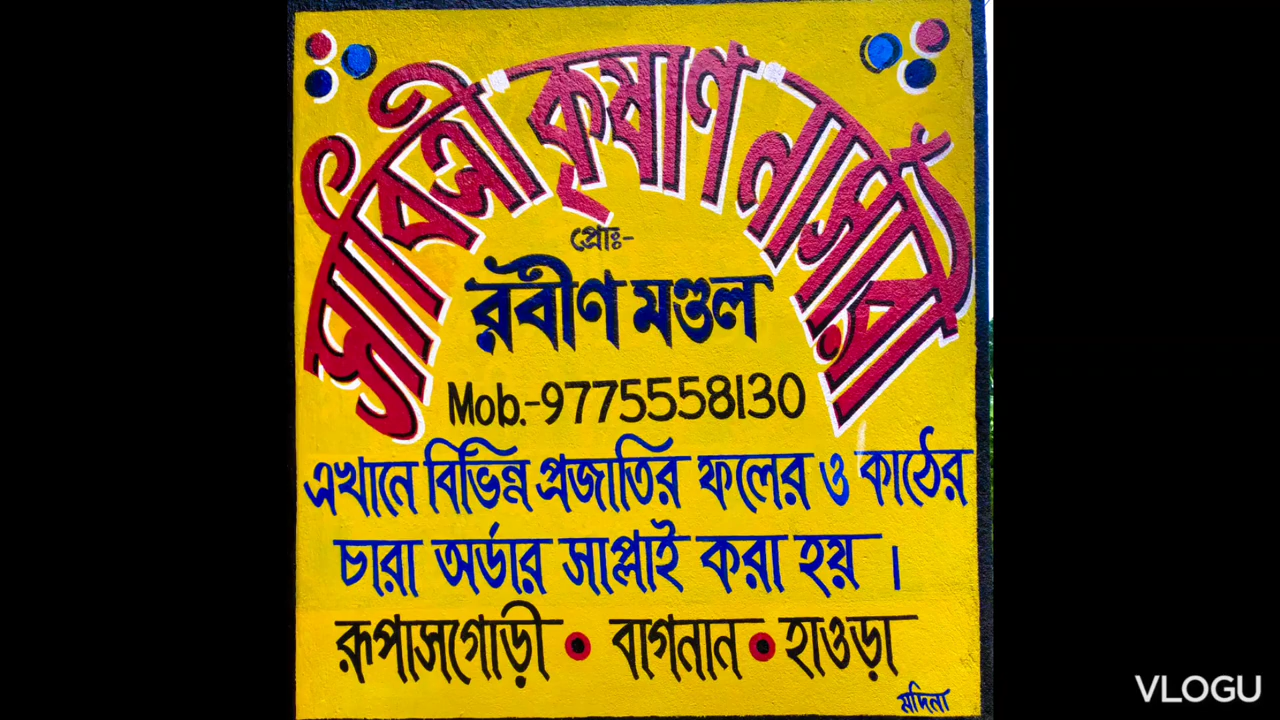 সাবিত্রী কৃষাণ নার্সারী
প্রোঃ-
রবীণ মণ্ডল
Mob.-9775558130
এখানে বিভিন্ন প্রজাতির ফলের ও কাঠের
চারা অর্ডার সাপ্লাই করা হয় ।
রূপাসগোড়ী • বাগনান • হাওড়া
মদিনা
VLOGU